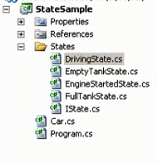 StateSample
Properties
References
States
DrivingState.cs
EmptyTankState.cs
EngineStartedState.cs
FullTankState.cs
IState.cs
Car.cs
Program.cs